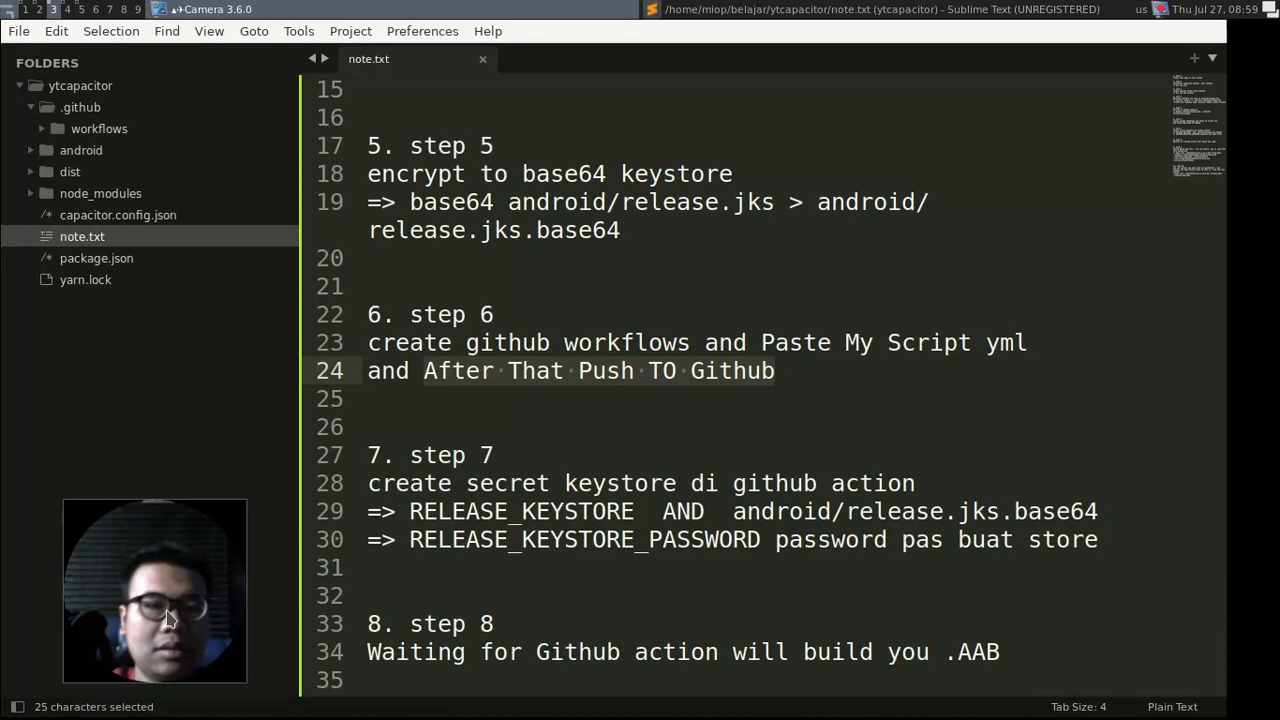 1 2 3 4 5 6 7 8 9 Camera 3.6.0 /home/miop/belajar/ytcapacitor/note.txt (ytcapacitor) - Sublime Text (UNREGISTERED) us Thu Jul 27, 08:59
File Edit Selection Find View Goto Tools Project Preferences Help
FOLDERS
ytcapacitor
.github
workflows
android
dist
node_modules
capacitor.config.json
note.txt
package.json
yarn.lock
note.txt
15
16
17 5. step 5
18 encrypt to base64 keystore
19 => base64 android/release.jks > android/
release.jks.base64
20
21
22 6. step 6
23 create github workflows and Paste My Script yml
24 and After That Push TO Github
25
26
27 7. step 7
28 create secret keystore di github action
29 => RELEASE_KEYSTORE  AND  android/release.jks.base64
30 => RELEASE_KEYSTORE_PASSWORD password pas buat store
31
32
33 8. step 8
34 Waiting for Github action will build you .AAB
35
25 characters selected Tab Size: 4 Plain Text